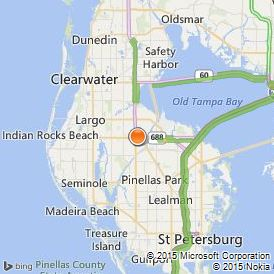 Oldsmar
Dunedin
Safety
Harbor
Clearwater
60
Old Tampa Bay
Largo
Indian Rocks Beach
688
Pinellas Park
Seminole
Lealman
Madeira Beach
Treasure
Island
St Petersburg
Gulfport
bing
Pinellas County
© 2015 Microsoft Corporation
© 2015 Nokia